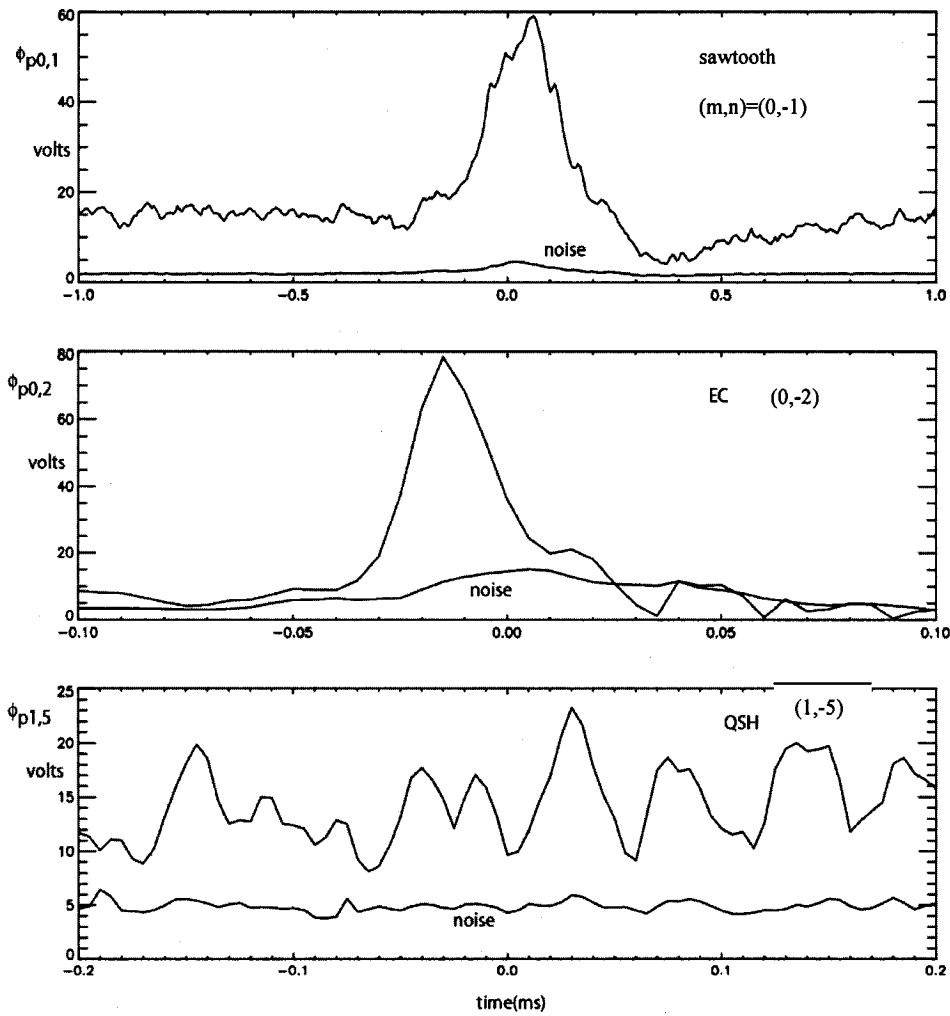 60
ϕp0,1
sawtooth
40
(m,n)=(0,-1)
volts
20
noise
0
-1.0 -0.5 0.0 0.5 1.0
80
ϕp0,2
EC (0,-2)
60
volts
40
20
noise
0
-0.10 -0.05 0.00 0.05 0.10
25
ϕp1,5
QSH (1,-5)
20
volts
15
10
5
noise
0
-0.2 -0.1 0.0 0.1 0.2
time(ms)